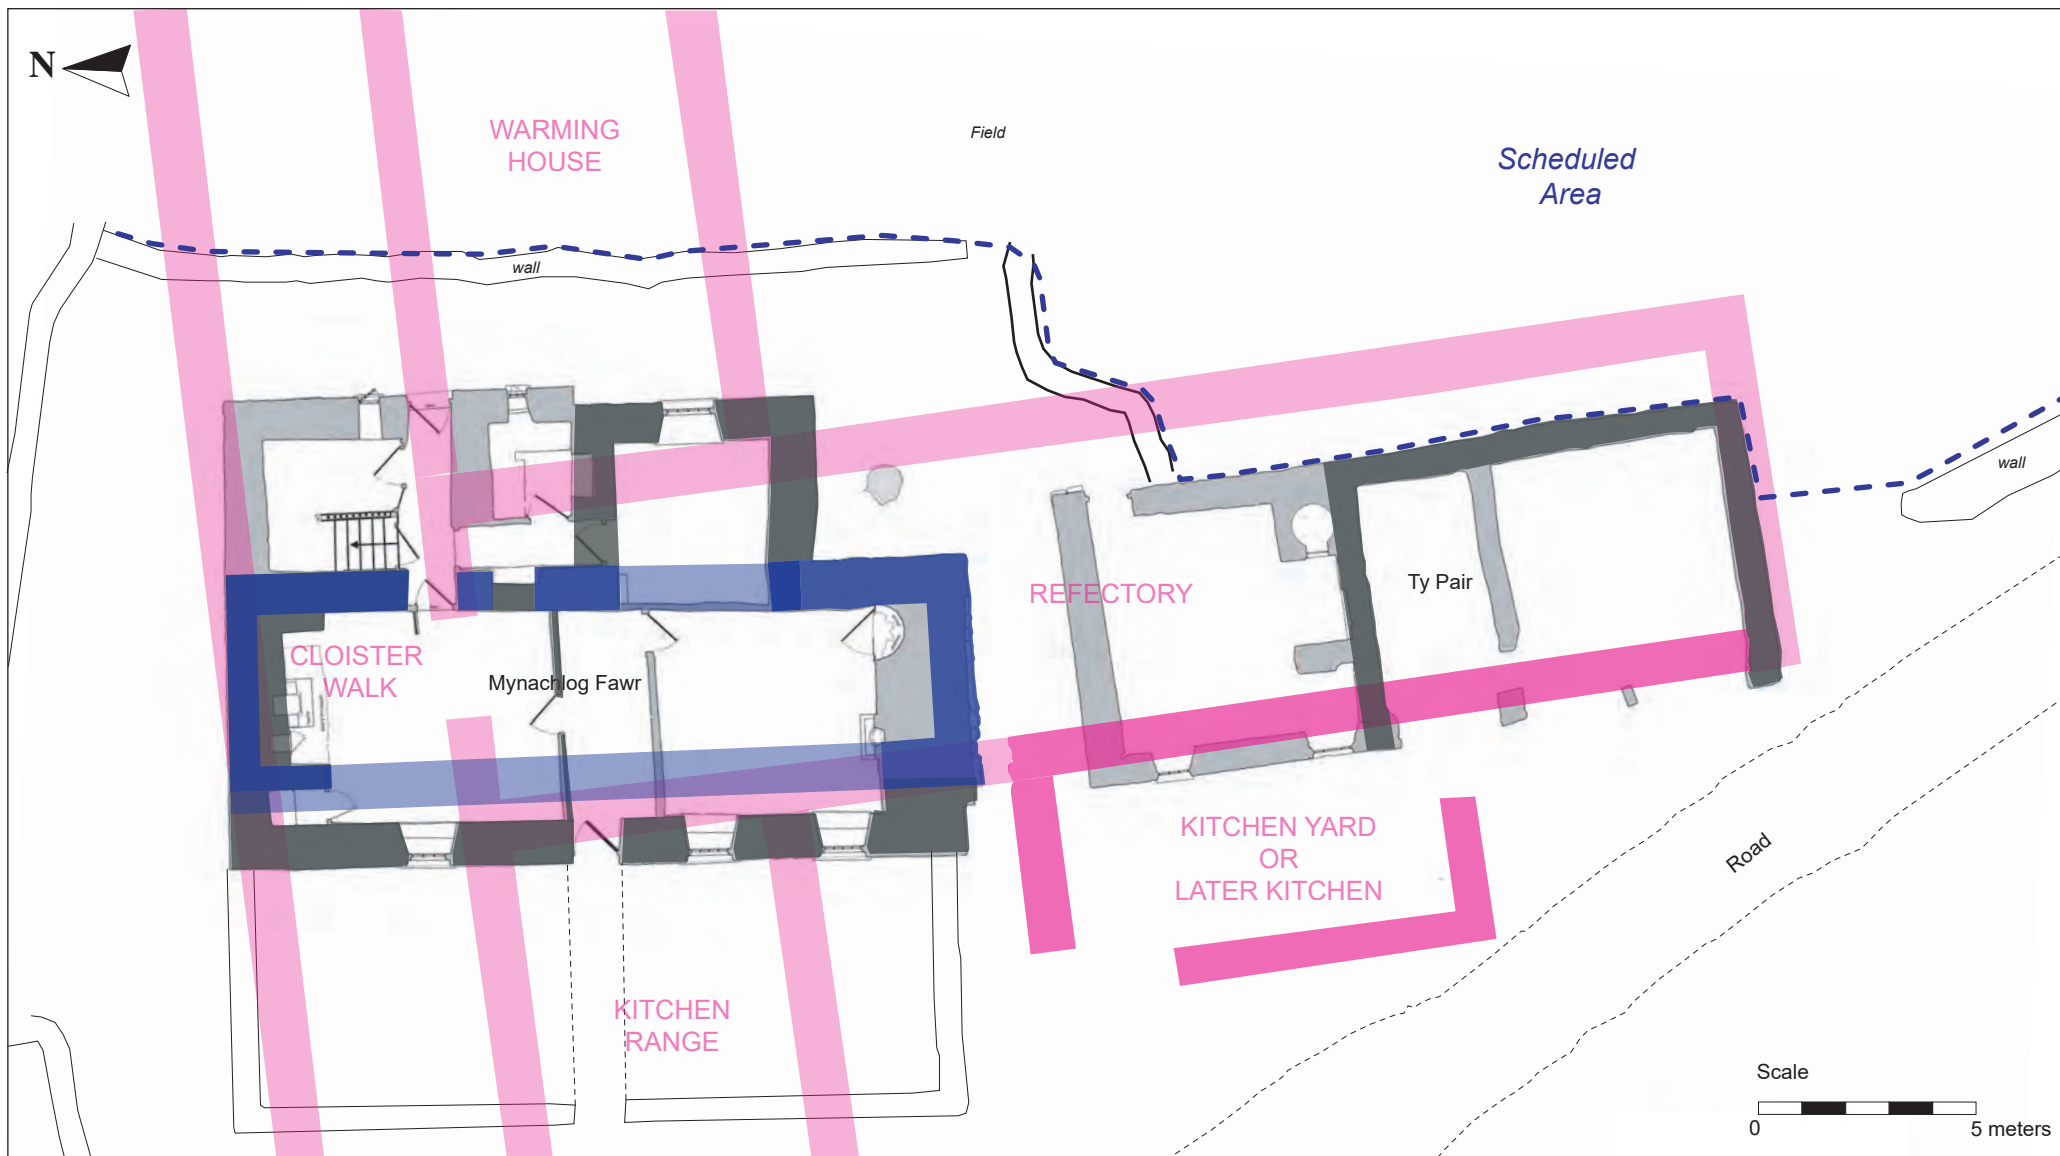 N
WARMING
HOUSE
Field
Scheduled
Area
wall
wall
REFECTORY
Ty Pair
CLOISTER
WALK
Mynachlog Fawr
KITCHEN YARD
OR
LATER KITCHEN
Road
KITCHEN
RANGE
Scale
0 5 meters